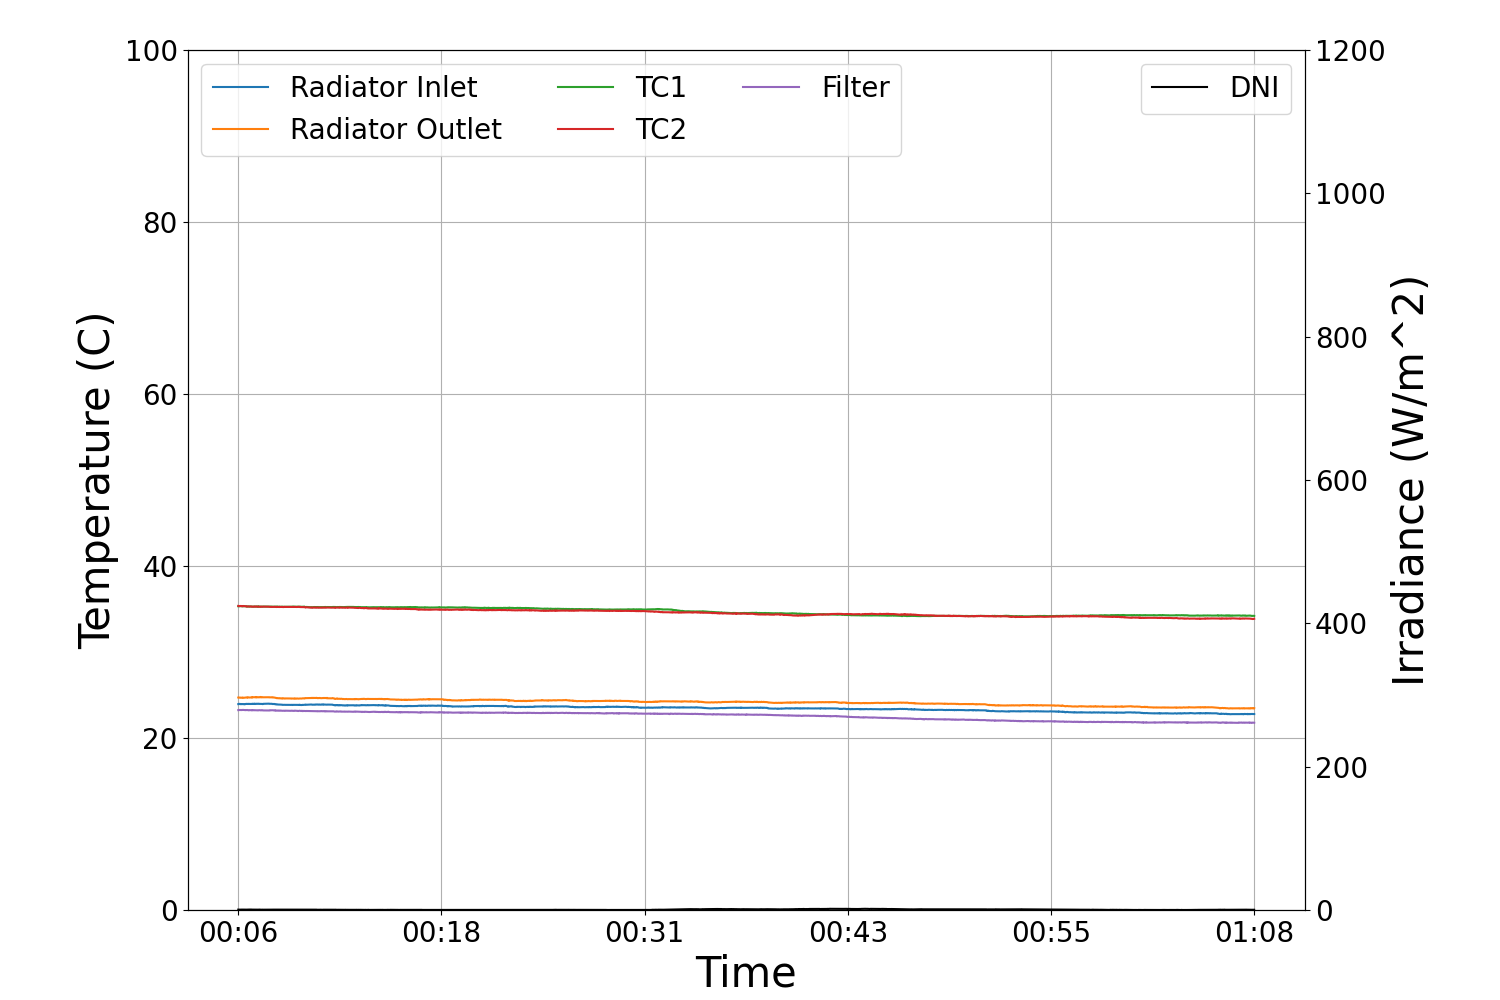 Radiator Inlet
Radiator Outlet
TC1
TC2
Filter
DNI
Temperature (C)
100
80
60
40
20
0
1200
1000
800
600
400
200
0
Irradiance (W/m^2)
00:06 00:18 00:31 00:43 00:55 01:08
Time